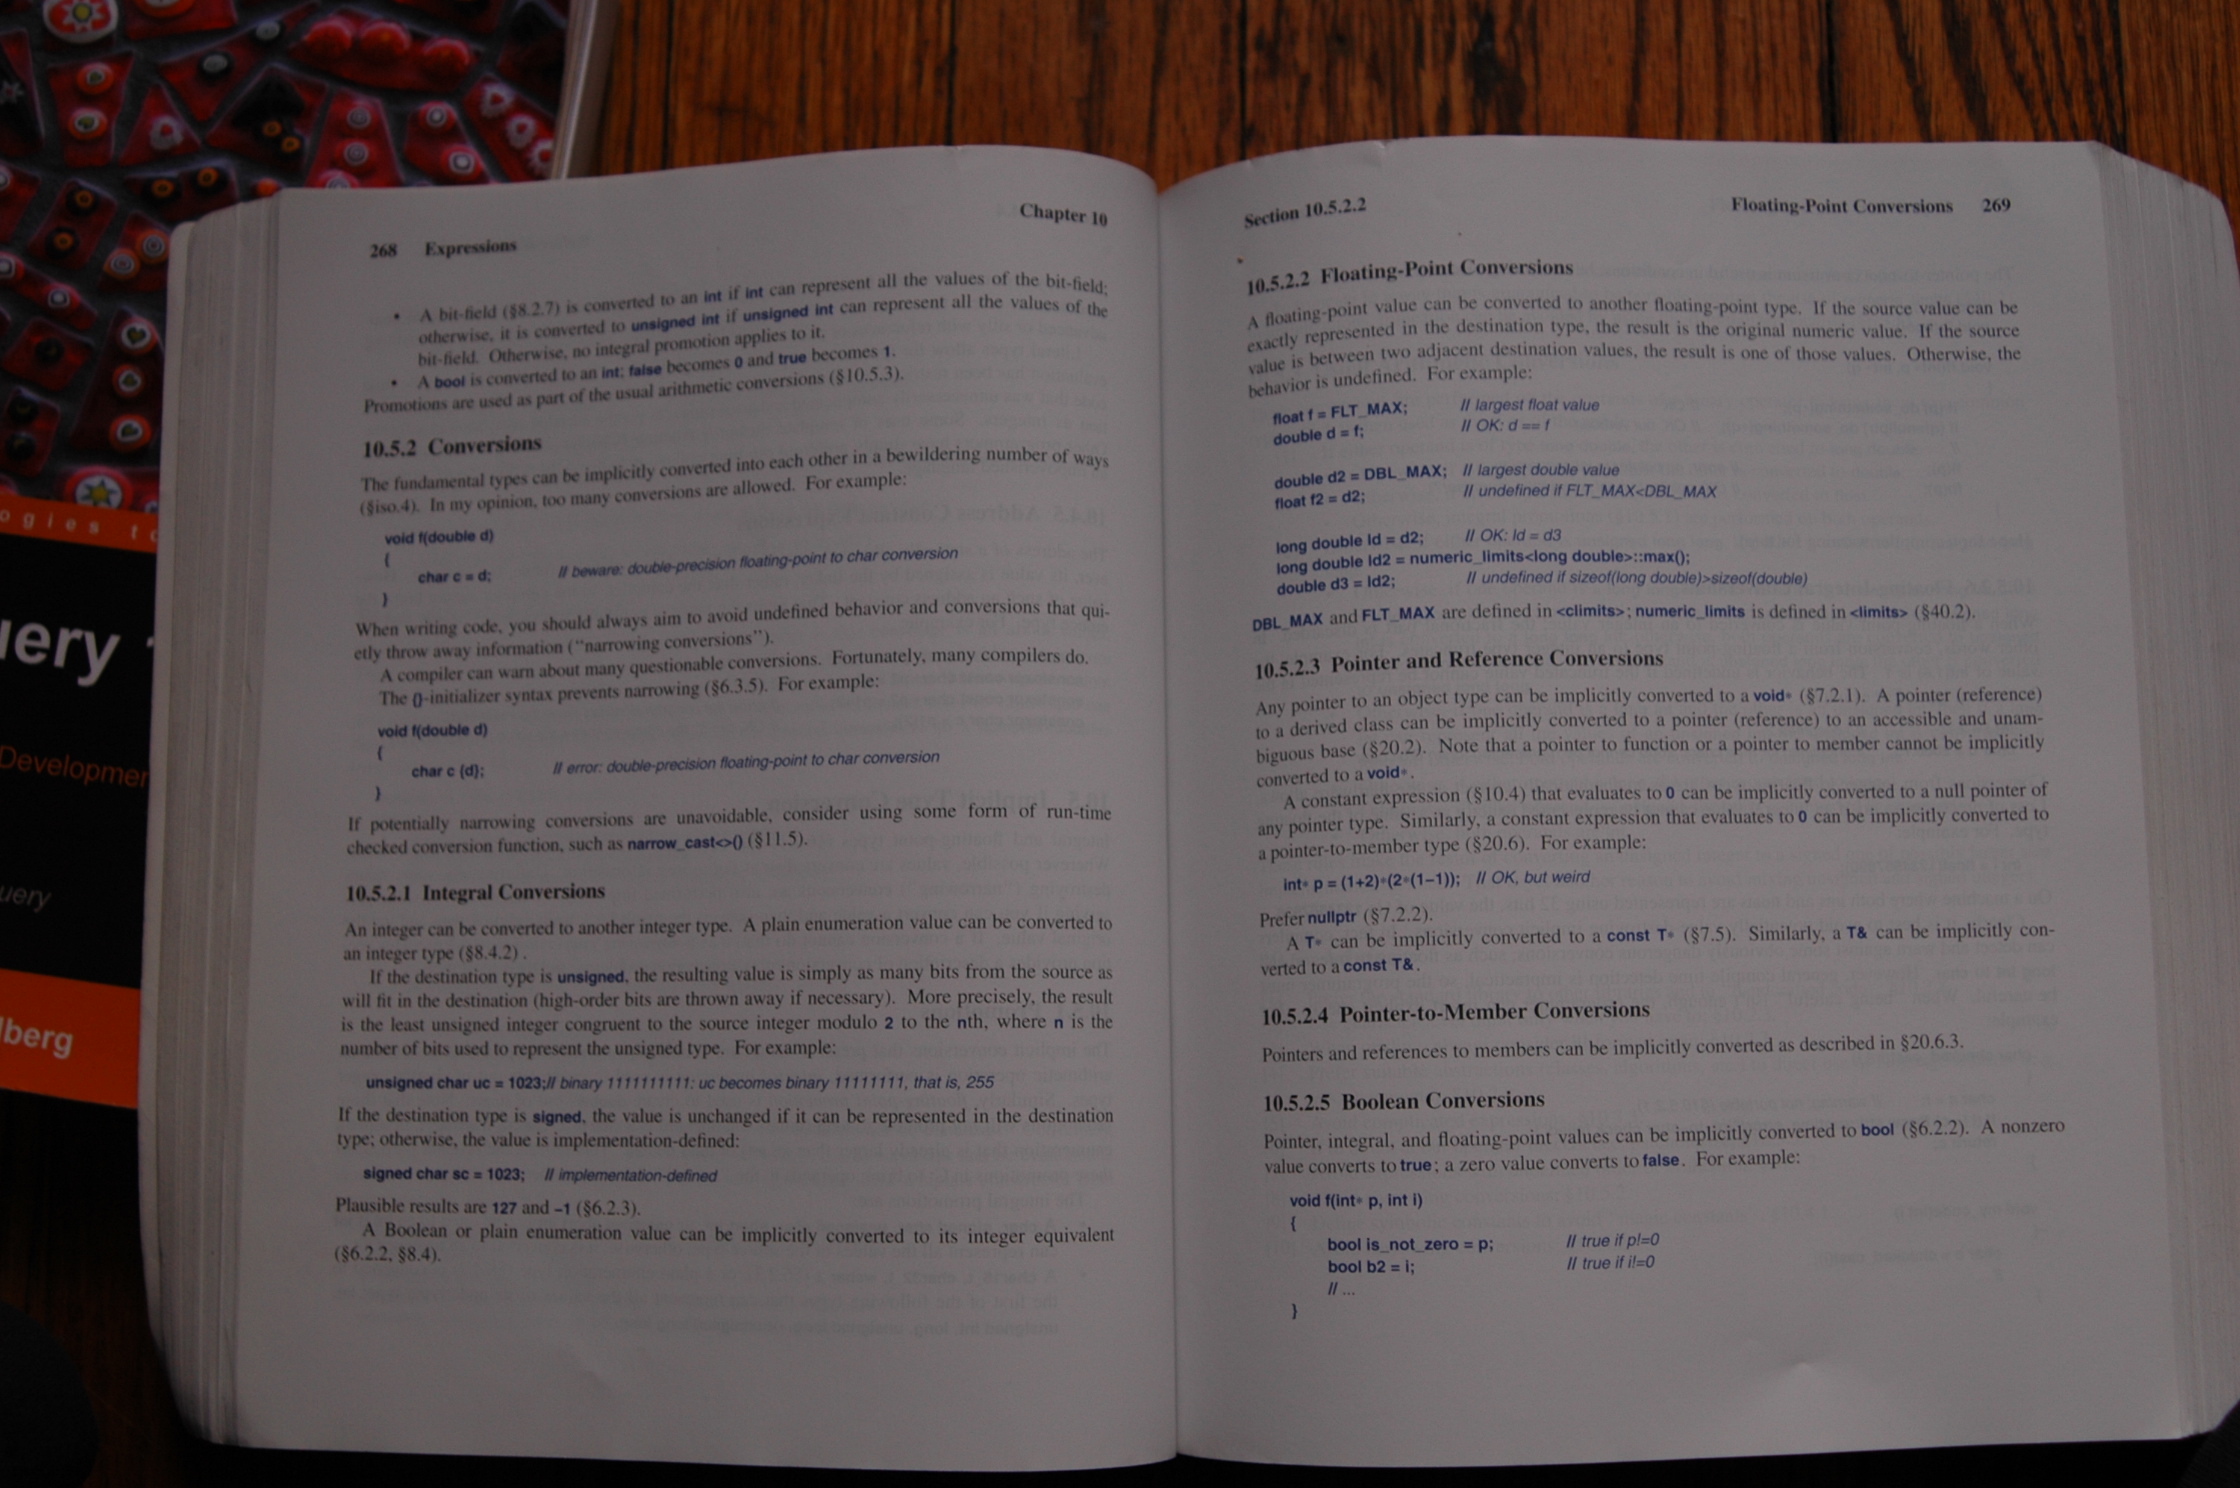 268 Expressions Chapter 10
• A bit-field (§8.2.7) is converted to an int if int can represent all the values of the bit-field;
otherwise, it is converted to unsigned int if unsigned int can represent all the values of the
bit-field. Otherwise, no integral promotion applies to it.
• A bool is converted to an int; false becomes 0 and true becomes 1.
Promotions are used as part of the usual arithmetic conversions (§10.5.3).
10.5.2 Conversions
The fundamental types can be implicitly converted into each other in a bewildering number of ways
(§iso.4). In my opinion, too many conversions are allowed. For example:
void f(double d)
{
char c = d; // beware: double-precision floating-point to char conversion
}
When writing code, you should always aim to avoid undefined behavior and conversions that qui-
etly throw away information (“narrowing conversions”).
A compiler can warn about many questionable conversions. Fortunately, many compilers do.
The {}-initializer syntax prevents narrowing (§6.3.5). For example:
void f(double d)
{
char c {d}; // error: double-precision floating-point to char conversion
}
If potentially narrowing conversions are unavoidable, consider using some form of run-time
checked conversion function, such as narrow_cast<>() (§11.5).
10.5.2.1 Integral Conversions
An integer can be converted to another integer type. A plain enumeration value can be converted to
an integer type (§8.4.2) .
If the destination type is unsigned, the resulting value is simply as many bits from the source as
will fit in the destination (high-order bits are thrown away if necessary). More precisely, the result
is the least unsigned integer congruent to the source integer modulo 2 to the nth, where n is the
number of bits used to represent the unsigned type. For example:
unsigned char uc = 1023;// binary 1111111111: uc becomes binary 11111111, that is, 255
If the destination type is signed, the value is unchanged if it can be represented in the destination
type; otherwise, the value is implementation-defined:
signed char sc = 1023; // implementation-defined
Plausible results are 127 and -1 (§6.2.3).
A Boolean or plain enumeration value can be implicitly converted to its integer equivalent
(§6.2.2, §8.4).
Section 10.5.2.2 Floating-Point Conversions 269
10.5.2.2 Floating-Point Conversions
A floating-point value can be converted to another floating-point type. If the source value can be
exactly represented in the destination type, the result is the original numeric value. If the source
value is between two adjacent destination values, the result is one of those values. Otherwise, the
behavior is undefined. For example:
float f = FLT_MAX; // largest float value
double d = f; // OK: d == f
double d2 = DBL_MAX; // largest double value
float f2 = d2; // undefined if FLT_MAX<DBL_MAX
long double ld = d2; // OK: ld = d3
long double ld2 = numeric_limits<long double>::max();
double d3 = ld2; // undefined if sizeof(long double)>sizeof(double)
DBL_MAX and FLT_MAX are defined in <climits>; numeric_limits is defined in <limits> (§40.2).
10.5.2.3 Pointer and Reference Conversions
Any pointer to an object type can be implicitly converted to a void* (§7.2.1). A pointer (reference)
to a derived class can be implicitly converted to a pointer (reference) to an accessible and unam-
biguous base (§20.2). Note that a pointer to function or a pointer to member cannot be implicitly
converted to a void*.
A constant expression (§10.4) that evaluates to 0 can be implicitly converted to a null pointer of
any pointer type. Similarly, a constant expression that evaluates to 0 can be implicitly converted to
a pointer-to-member type (§20.6). For example:
int* p = (1+2)*(2*(1-1)); // OK, but weird
Prefer nullptr (§7.2.2).
A T* can be implicitly converted to a const T* (§7.5). Similarly, a T& can be implicitly con-
verted to a const T&.
10.5.2.4 Pointer-to-Member Conversions
Pointers and references to members can be implicitly converted as described in §20.6.3.
10.5.2.5 Boolean Conversions
Pointer, integral, and floating-point values can be implicitly converted to bool (§6.2.2). A nonzero
value converts to true; a zero value converts to false. For example:
void f(int* p, int i)
{
bool is_not_zero = p; // true if p!=0
bool b2 = i; // true if i!=0
// ...
}